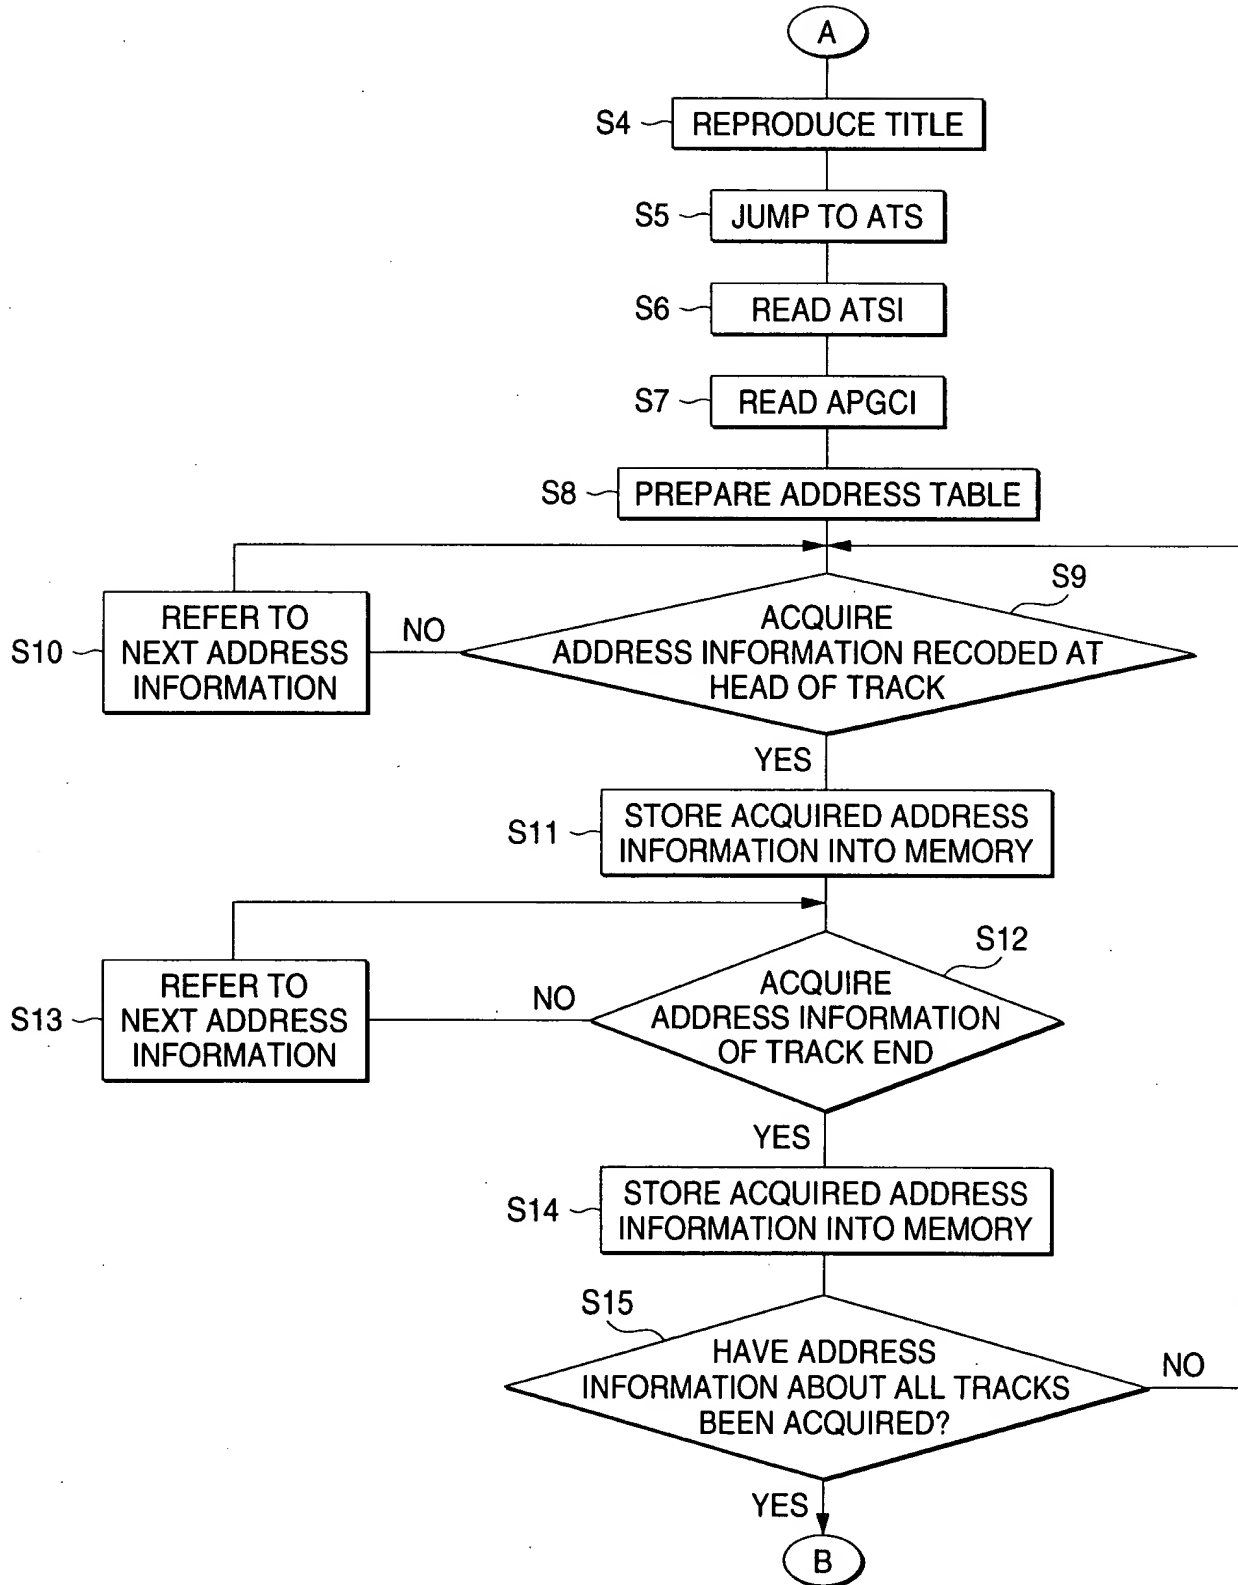 A
S4
REPRODUCE TITLE
S5
JUMP TO ATS
S6
READ ATSI
S7
READ APGCI
S8
PREPARE ADDRESS TABLE
S9
ACQUIRE
ADDRESS INFORMATION RECODED AT
HEAD OF TRACK
NO
S10
REFER TO
NEXT ADDRESS
INFORMATION
YES
S11
STORE ACQUIRED ADDRESS
INFORMATION INTO MEMORY
S12
ACQUIRE
ADDRESS INFORMATION
OF TRACK END
NO
S13
REFER TO
NEXT ADDRESS
INFORMATION
YES
S14
STORE ACQUIRED ADDRESS
INFORMATION INTO MEMORY
S15
HAVE ADDRESS
INFORMATION ABOUT ALL TRACKS
BEEN ACQUIRED?
NO
YES
B